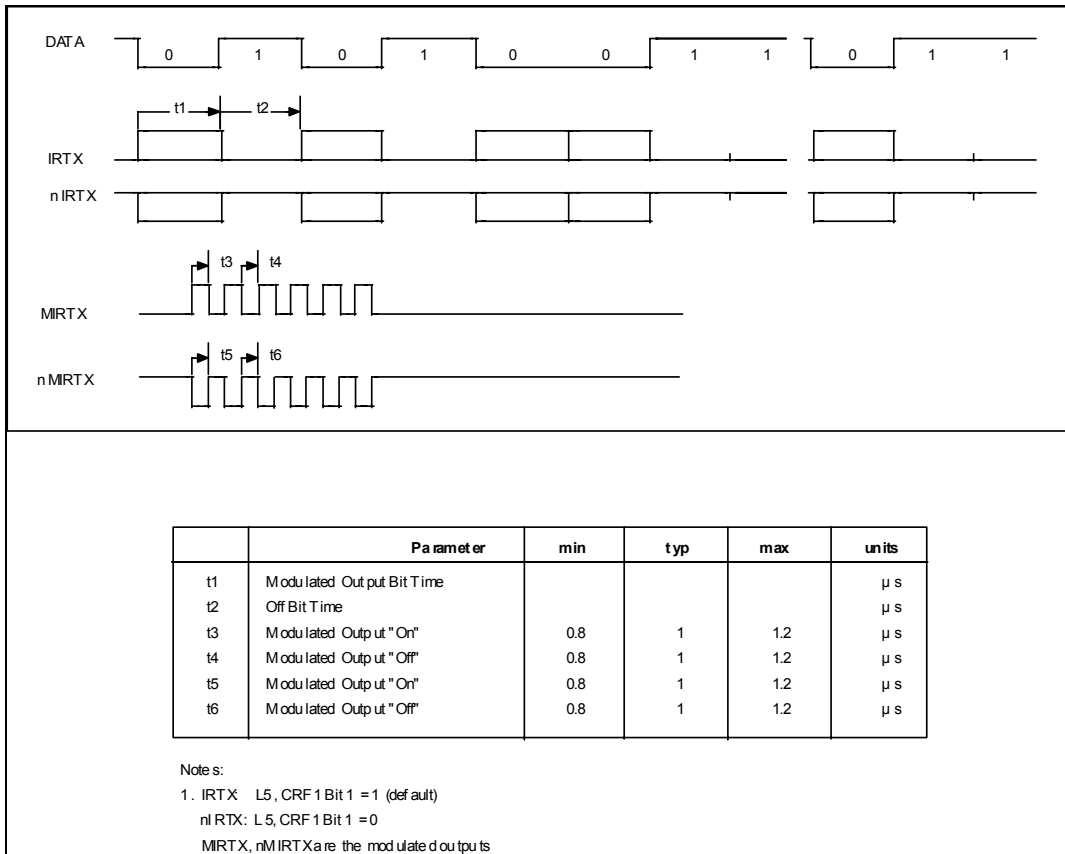 DATA 0 1 0 1 0 0 1 1 0 1 1
t1 t2
IRTX
nIRTX
t3 t4
MIRTX
t5 t6
nMIRTX
Parameter min typ max units
t1 Modulated Output Bit Time µs
t2 Off Bit Time µs
t3 Modulated Output "On" 0.8 1 1.2 µs
t4 Modulated Output "Off" 0.8 1 1.2 µs
t5 Modulated Output "On" 0.8 1 1.2 µs
t6 Modulated Output "Off" 0.8 1 1.2 µs
Notes:
1. IRTX: L5, CRF1 Bit 1 = 1 (default)
nIRTX: L5, CRF1 Bit 1 = 0
MIRTX, nMIRTX are the modulated outputs